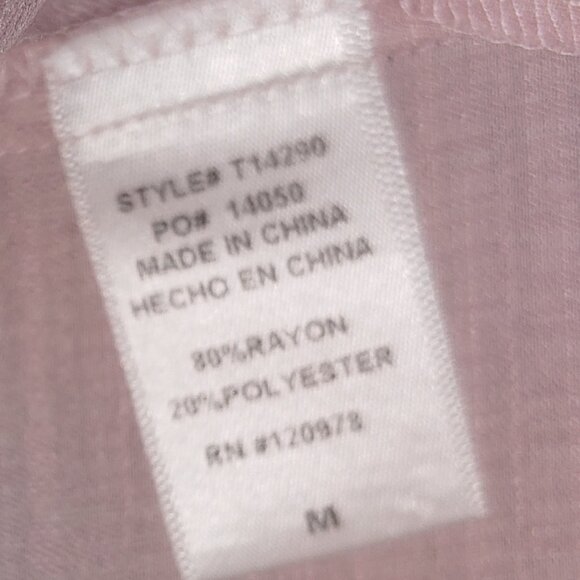 STYLE# T14290
PO# 14050
MADE IN CHINA
HECHO EN CHINA
80%RAYON
20%POLYESTER
RN #120978
M